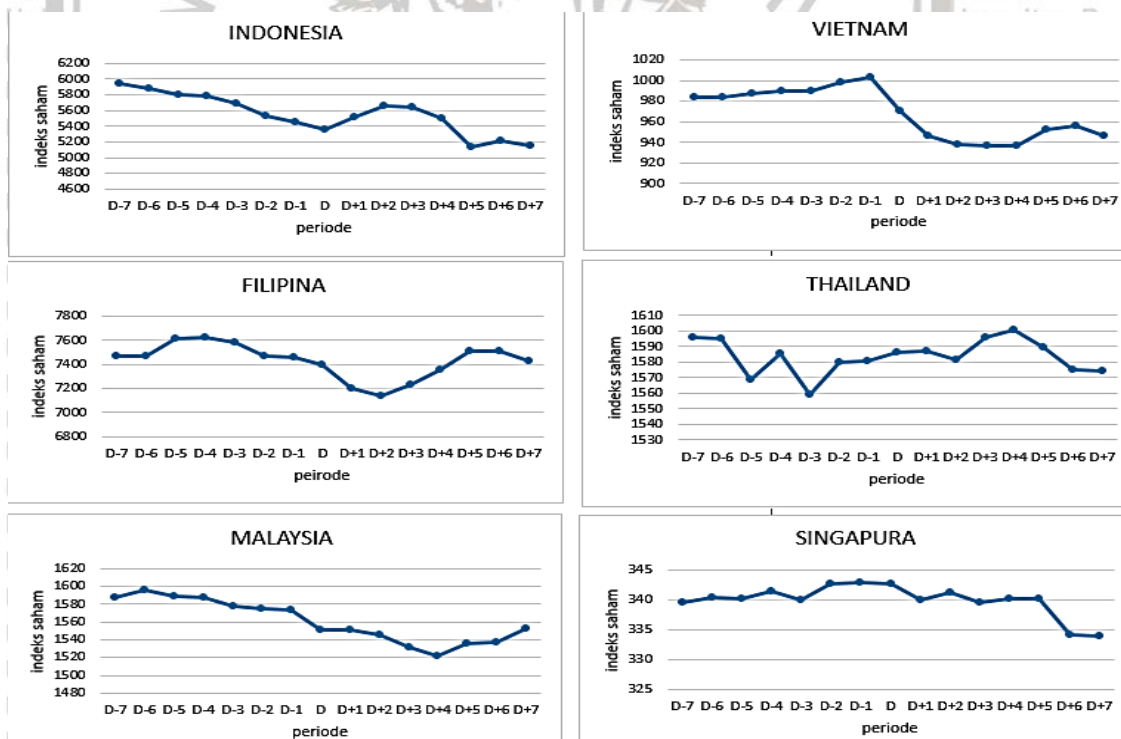 INDONESIA
indeks saham
6200
6000
5800
5600
5400
5200
5000
4800
4600
D-7 D-6 D-5 D-4 D-3 D-2 D-1 D D+1 D+2 D+3 D+4 D+5 D+6 D+7
periode
VIETNAM
indeks saham
1020
1000
980
960
940
920
900
D-7 D-6 D-5 D-4 D-3 D-2 D-1 D D+1 D+2 D+3 D+4 D+5 D+6 D+7
periode
FILIPINA
indeks saham
7800
7600
7400
7200
7000
6800
D-7 D-6 D-5 D-4 D-3 D-2 D-1 D D+1 D+2 D+3 D+4 D+5 D+6 D+7
peirode
THAILAND
indeks saham
1610
1600
1590
1580
1570
1560
1550
1540
1530
D-7 D-6 D-5 D-4 D-3 D-2 D-1 D D+1 D+2 D+3 D+4 D+5 D+6 D+7
periode
MALAYSIA
indeks saham
1620
1600
1580
1560
1540
1520
1500
1480
D-7 D-6 D-5 D-4 D-3 D-2 D-1 D D+1 D+2 D+3 D+4 D+5 D+6 D+7
periode
SINGAPURA
indeks saham
345
340
335
330
325
D-7 D-6 D-5 D-4 D-3 D-2 D-1 D D+1 D+2 D+3 D+4 D+5 D+6 D+7
periode